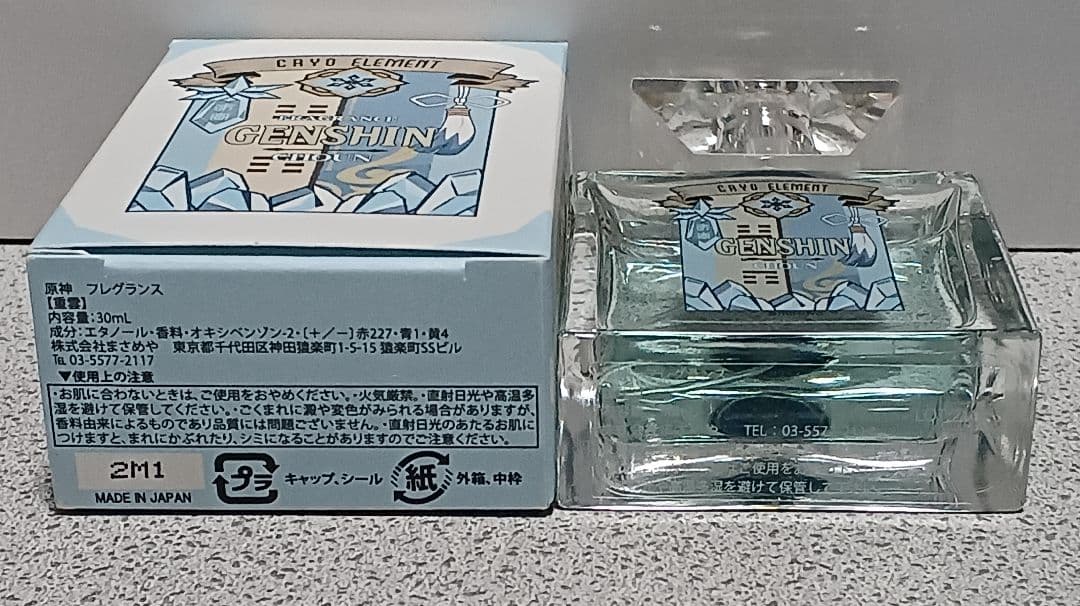 CRYO ELEMENT
重雲
FRAGRANCE
GENSHIN
CHOUN
原神 フレグランス
【重雲】
内容量:30mL
成分:エタノール・香料・オキシベンゾン-2・(+/-)赤227・青1・黄4
株式会社まさめや 東京都千代田区神田猿楽町1-5-15 猿楽町SSビル
TEL 03-5577-2117
▼使用上の注意
・お肌に合わないときは、ご使用をおやめください。・火気厳禁。・直射日光や高温多
湿を避けて保管してください。・ごくまれに澱や変色がみられる場合がありますが、
香料由来によるものであり品質には問題ございません。・直射日光のあたるお肌に
つけますと、まれにかぶれたり、シミになることがありますのでご注意ください。
2M1
MADE IN JAPAN
プラ
キャップ、シール
紙
外箱、中枠
CRYO ELEMENT
GENSHIN
CHOUN
TEL:03-557
ご使用をお
湿を避けて保管して